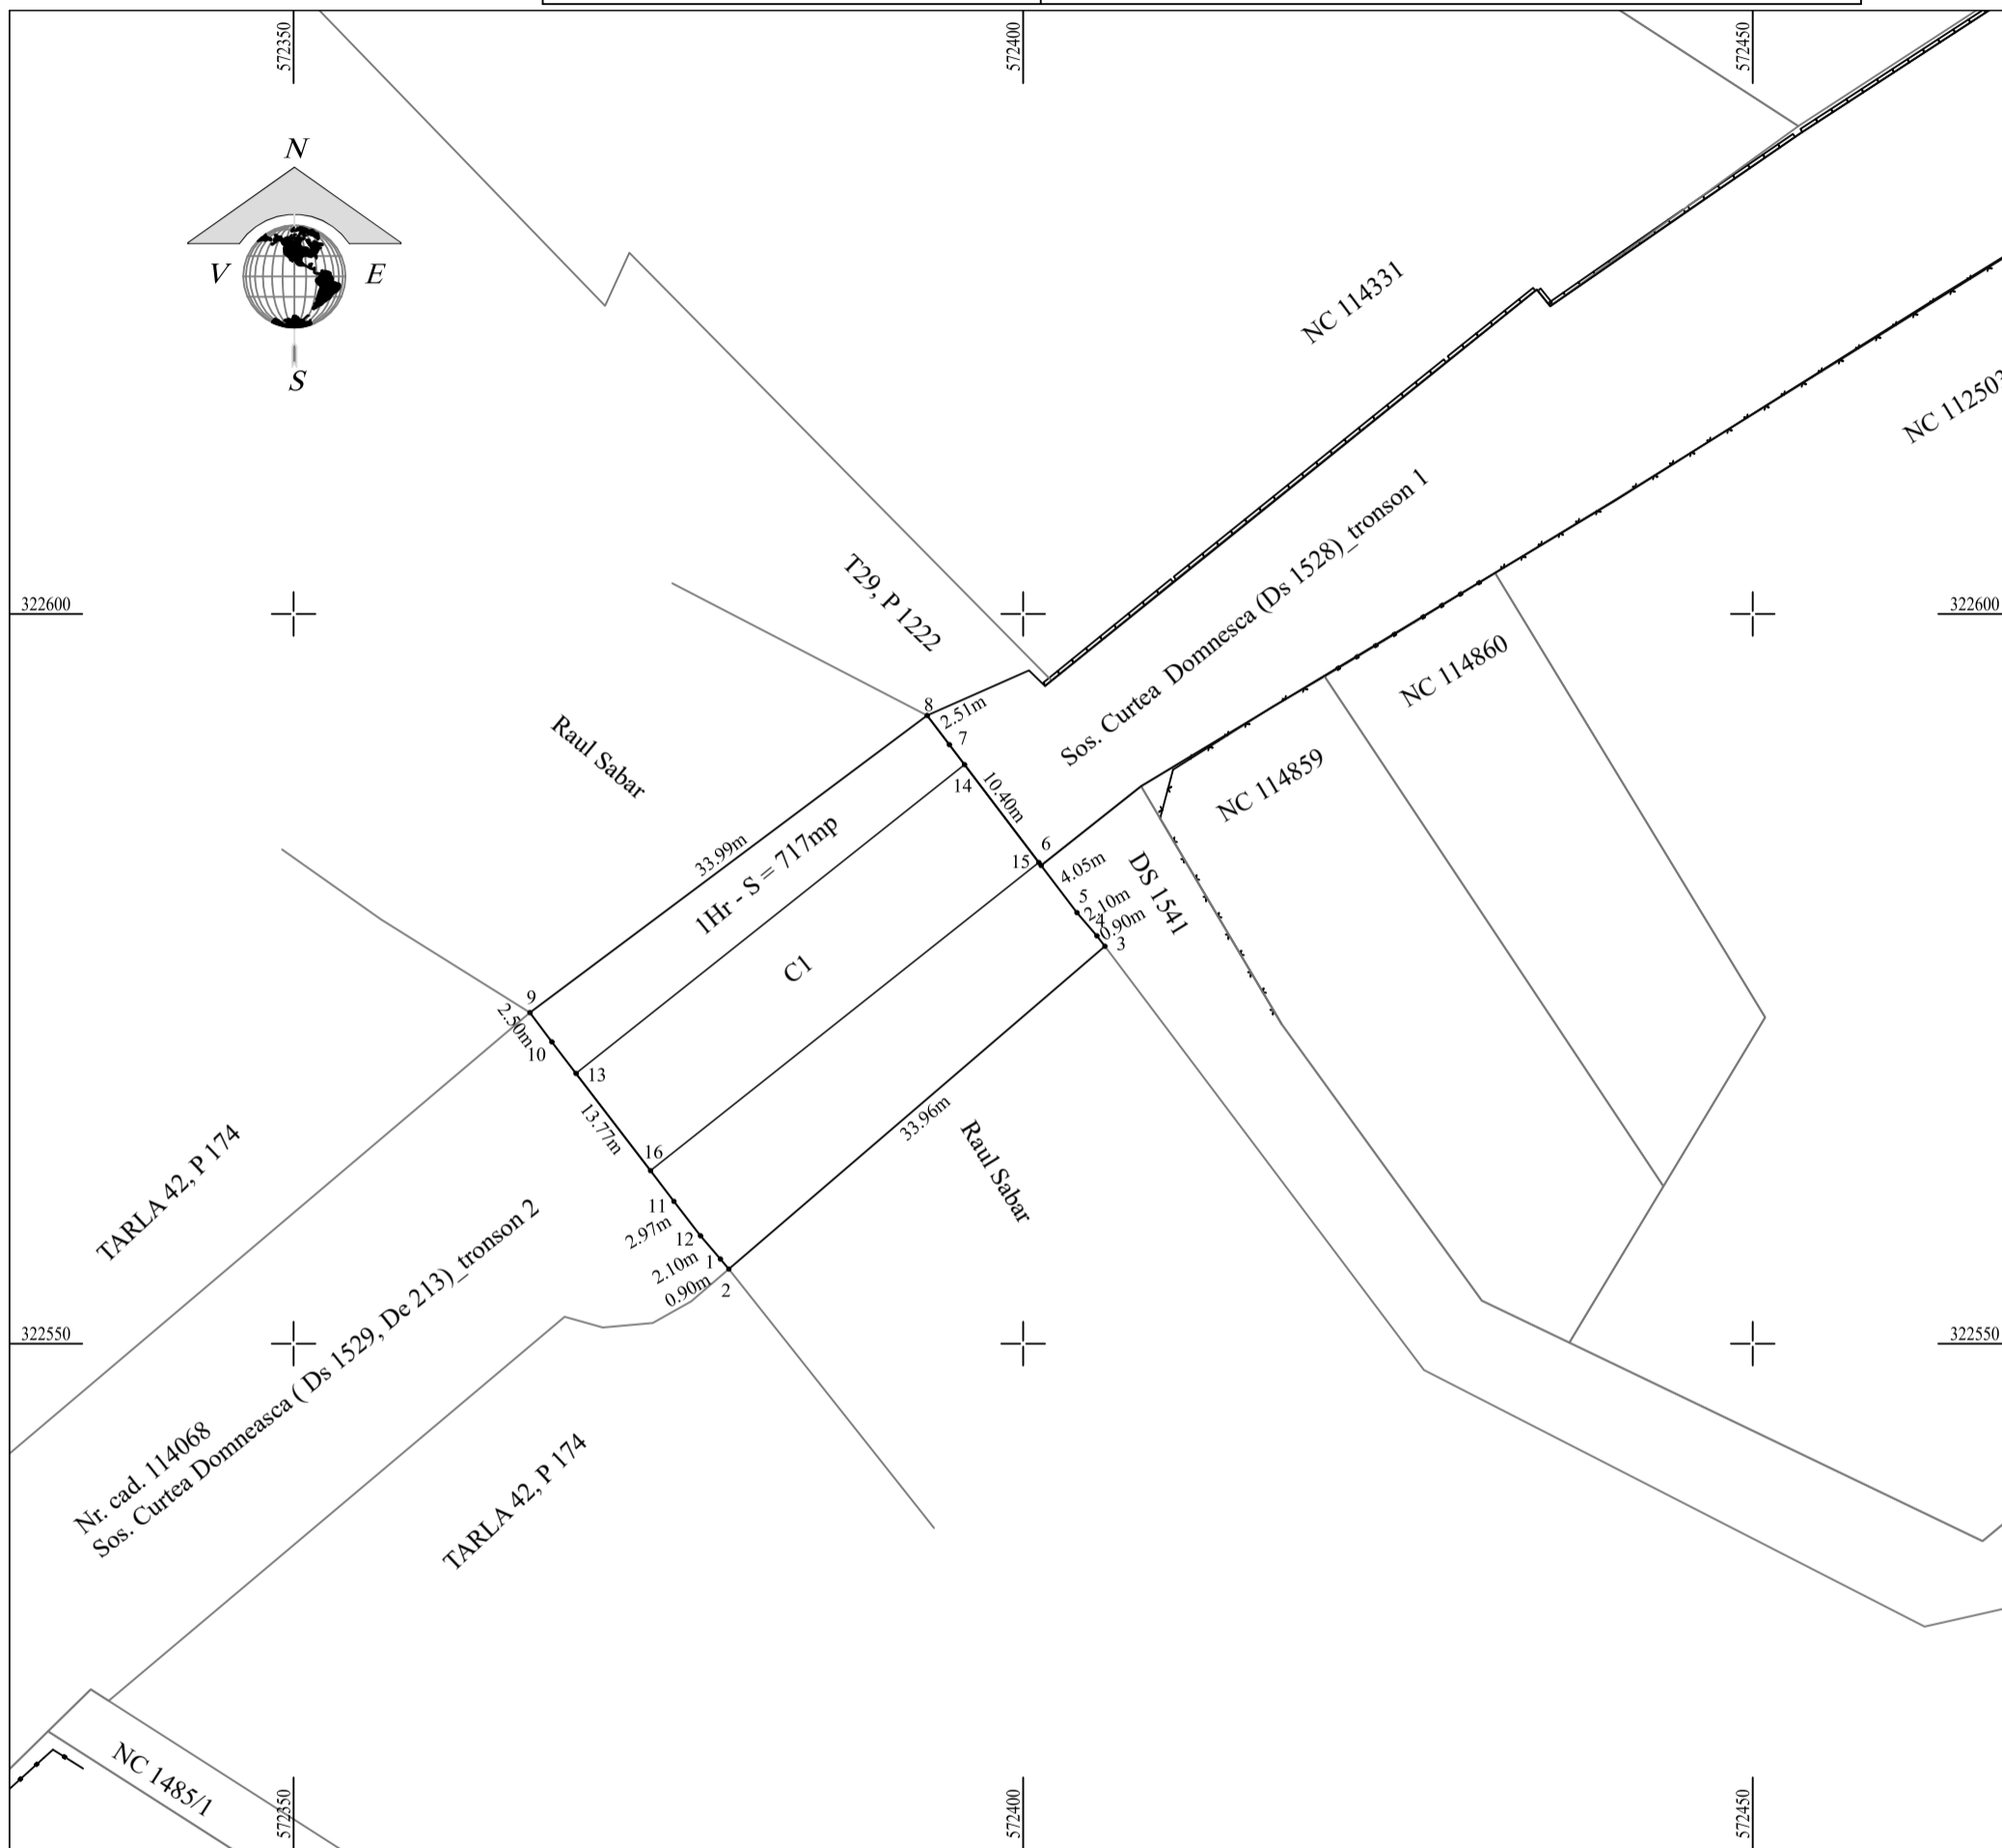 572350
572400
572450
N
V
E
S
NC 114331
NC 112503
T29, P 1222
Sos. Curtea Domnesca (Ds 1528)_tronson 1
322600
322600
NC 114860
NC 114859
Raul Sabar
8
2.51m
7
14
10.40m
6
15
4.05m
5
2.10m
4
0.90m
3
DS 1541
33.99m
1Hr - S = 717mp
C1
9
2.50m
10
13
13.77m
16
11
2.97m
12
2.10m
1
0.90m
2
33.96m
Raul Sabar
TARLA 42, P 174
322550
322550
Nr. cad. 114068
Sos. Curtea Domneasca ( Ds 1529, De 213)_tronson 2
TARLA 42, P 174
NC 1485/1
572350
572400
572450